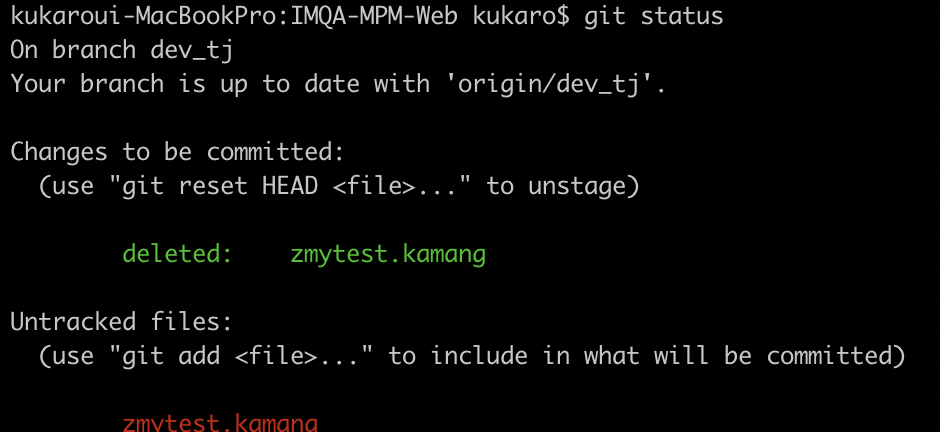 kukaroui-MacBookPro:IMQA-MPM-Web kukaro$ git status
On branch dev_tj
Your branch is up to date with 'origin/dev_tj'.
Changes to be committed:
(use "git reset HEAD <file>..." to unstage)
deleted: zmytest.kamang
Untracked files:
(use "git add <file>..." to include in what will be committed)
zmytest.kamang